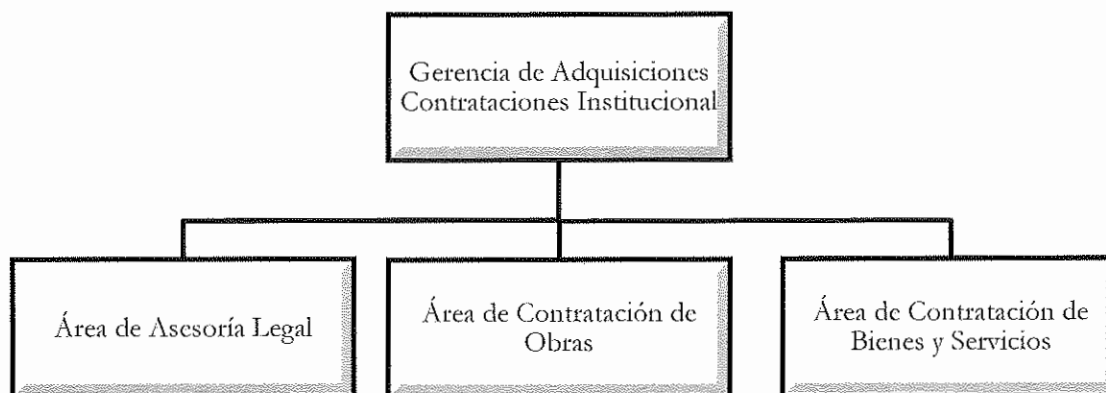 Gerencia de Adquisiciones
Contrataciones Institucional
Área de Asesoría Legal
Área de Contratación de
Obras
Área de Contratación de
Bienes y Servicios